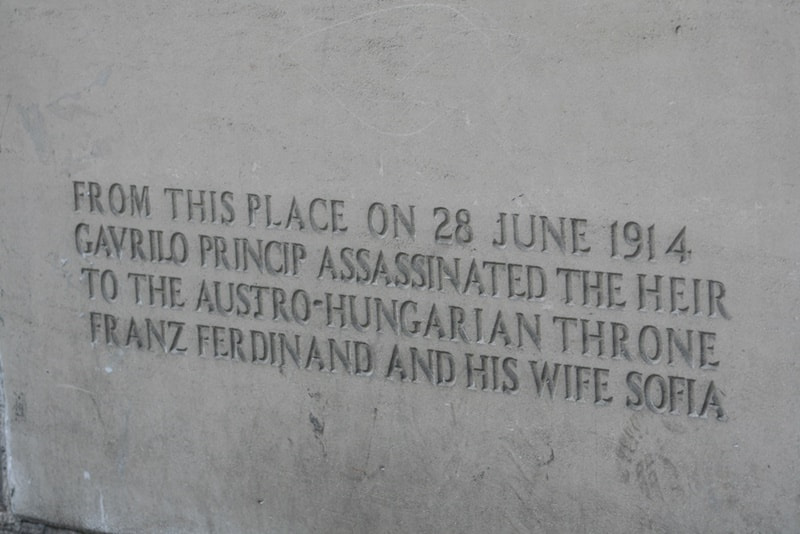 FROM THIS PLACE ON 28 JUNE 1914
GAVRILO PRINCIP ASSASSINATED THE HEIR
TO THE AUSTRO-HUNGARIAN THRONE
FRANZ FERDINAND AND HIS WIFE SOFIA